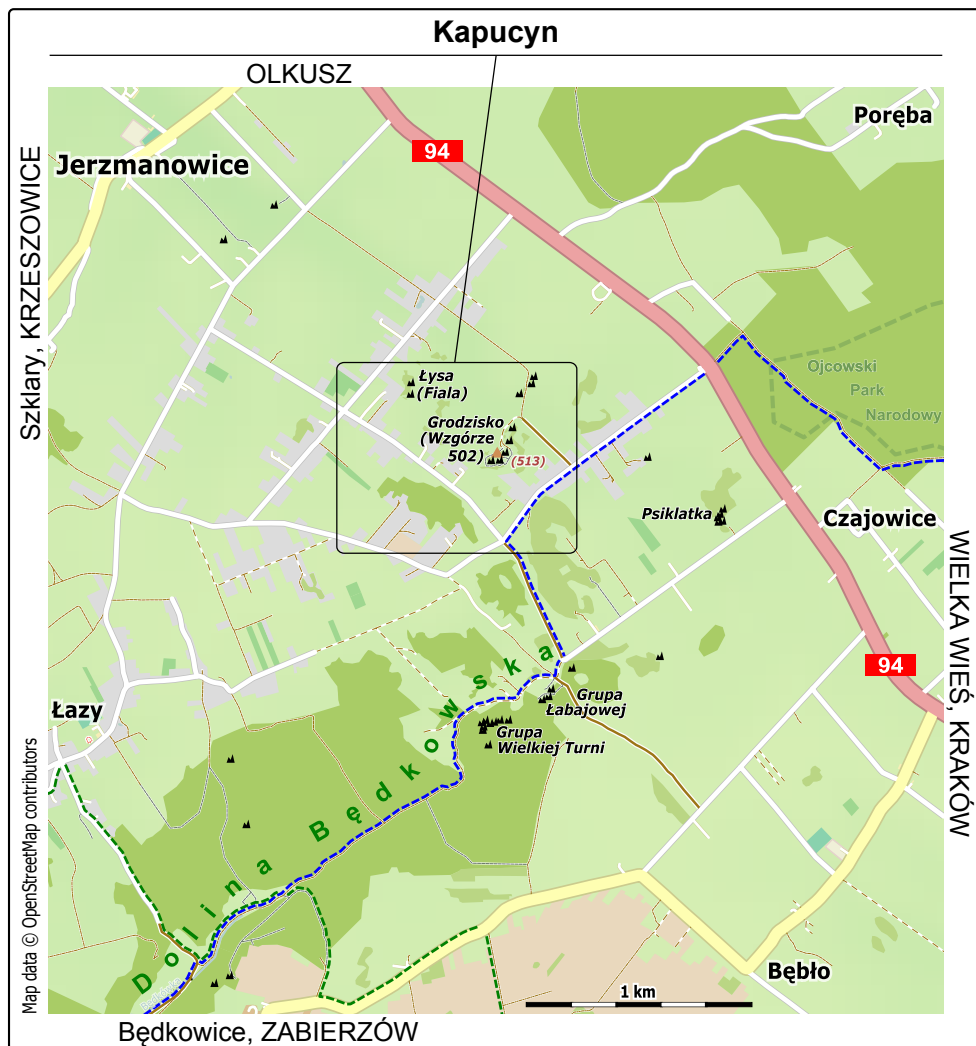 Kapucyn
OLKUSZ
Poręba
94
Jerzmanowice
Szklary, KRZESZOWICE
Ojcowski
Park
Narodowy
Łysa
(Fiala)
Grodzisko
(Wzgórze
502)
(513)
Psiklatka
Czajowice
WIELKA WIEŚ, KRAKÓW
94
Grupa
Łabajowej
Łazy
Grupa
Wielkiej Turni
Dolina Będkowska
Map data © OpenStreetMap contributors
Bębło
1 km
Będkowice, ZABIERZÓW